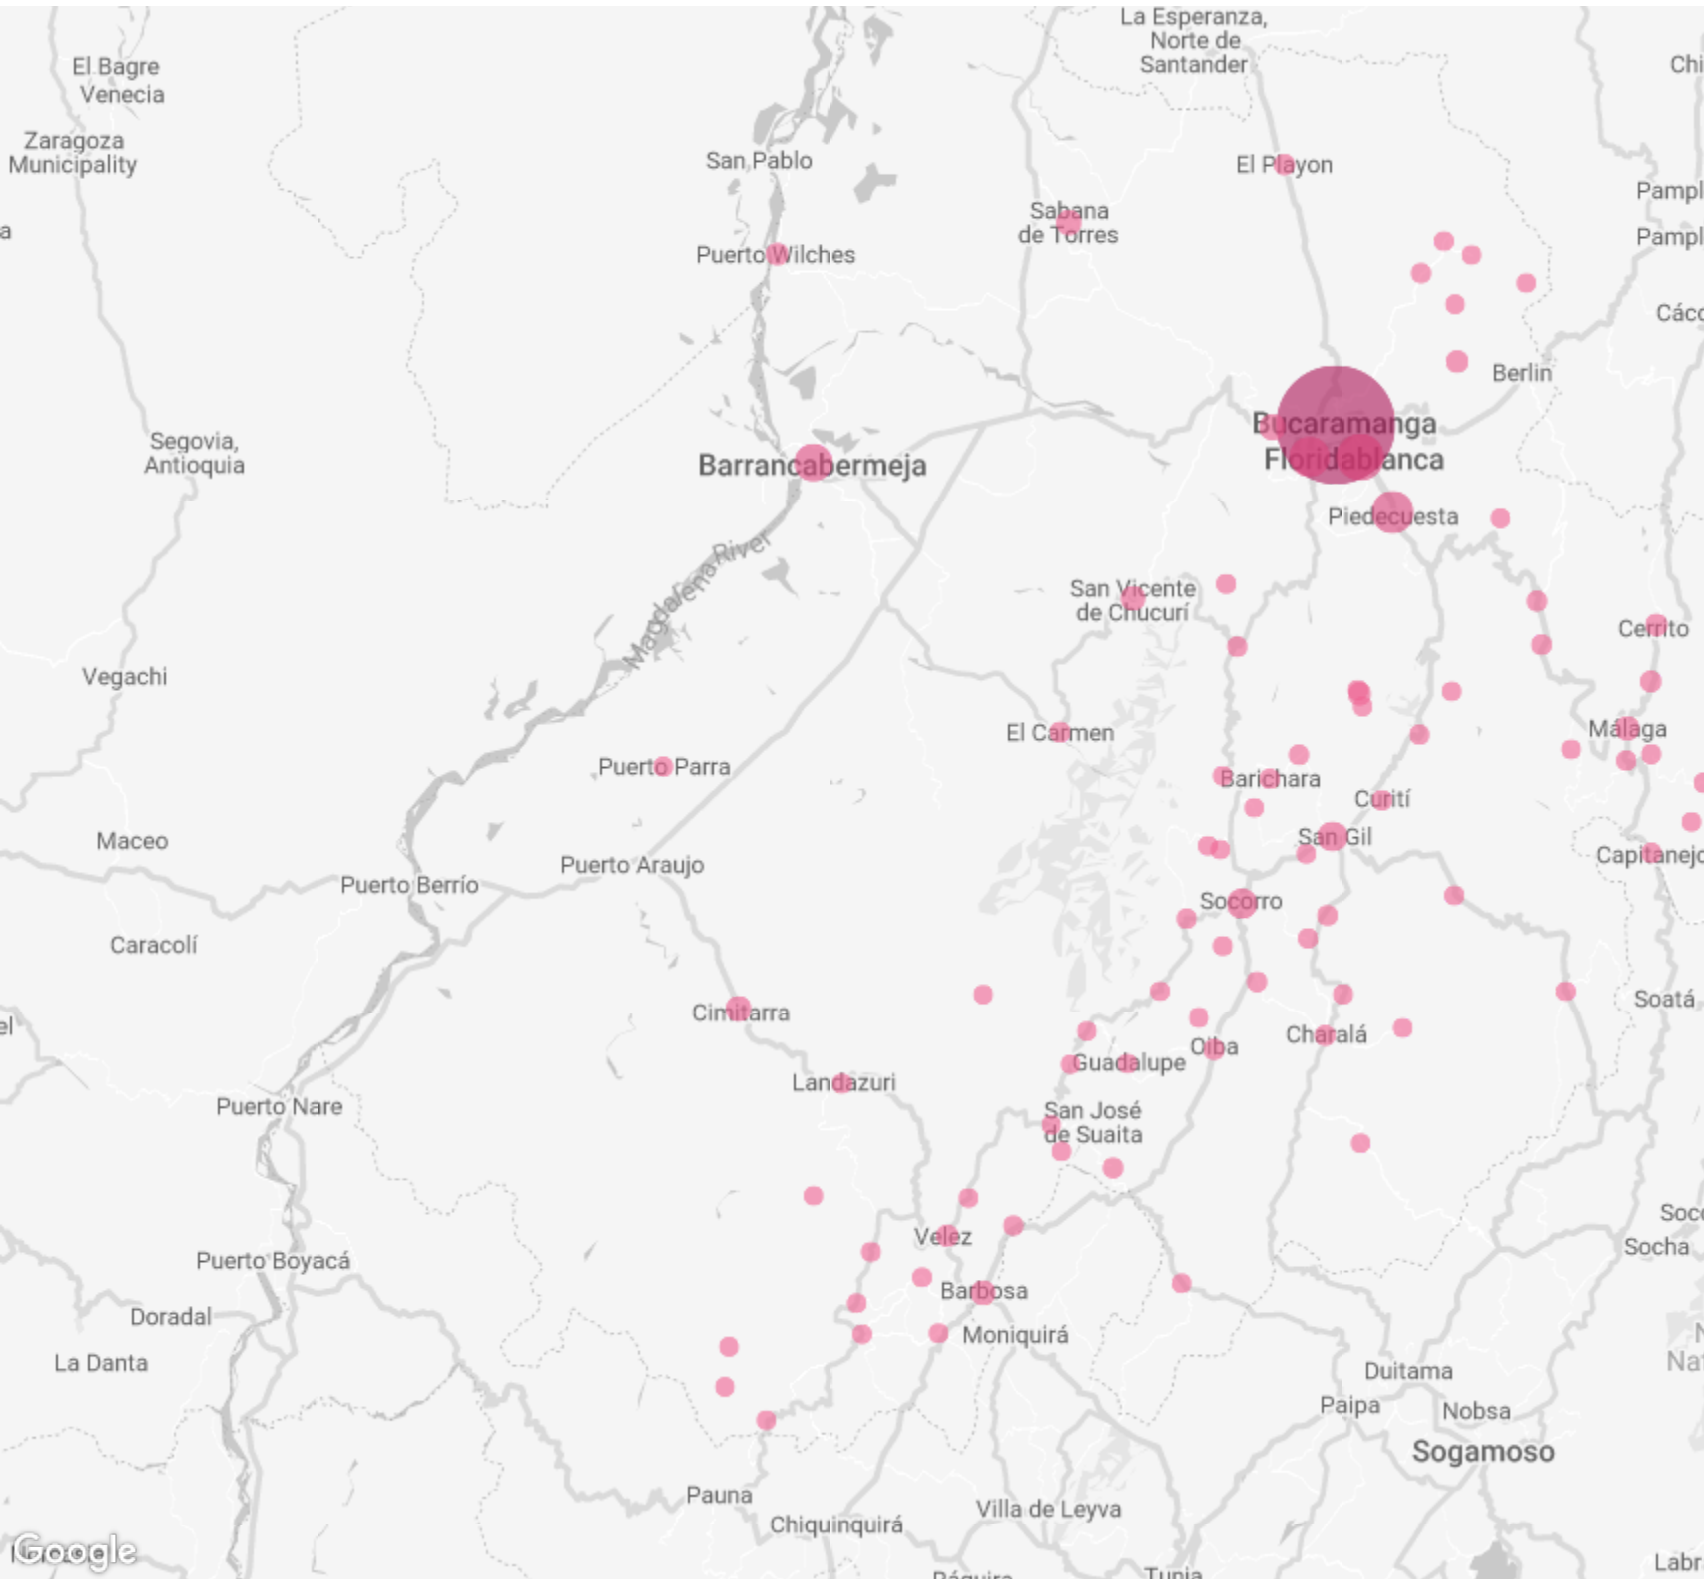 La Esperanza,
Norte de
Santander
El Bagre
Venecia
Zaragoza
Municipality
San Pablo
El Playon
Sabana
de Torres
Puerto Wilches
Berlin
Bucaramanga
Floridablanca
Segovia,
Antioquia
Barrancabermeja
Piedecuesta
Magdalena River
San Vicente
de Chucurí
Cerrito
Vegachi
El Carmen
Málaga
Puerto Parra
Barichara
Curití
Maceo
San Gil
Puerto Araujo
Capitanejo
Puerto Berrío
Socorro
Caracolí
Soatá
Cimitarra
Charalá
Oiba
Guadalupe
Landazuri
Puerto Nare
San José
de Suaita
Velez
Socha
Puerto Boyacá
Barbosa
Doradal
Moniquirá
La Danta
Duitama
Paipa
Nobsa
Sogamoso
Pauna
Villa de Leyva
Chiquinquirá
Google